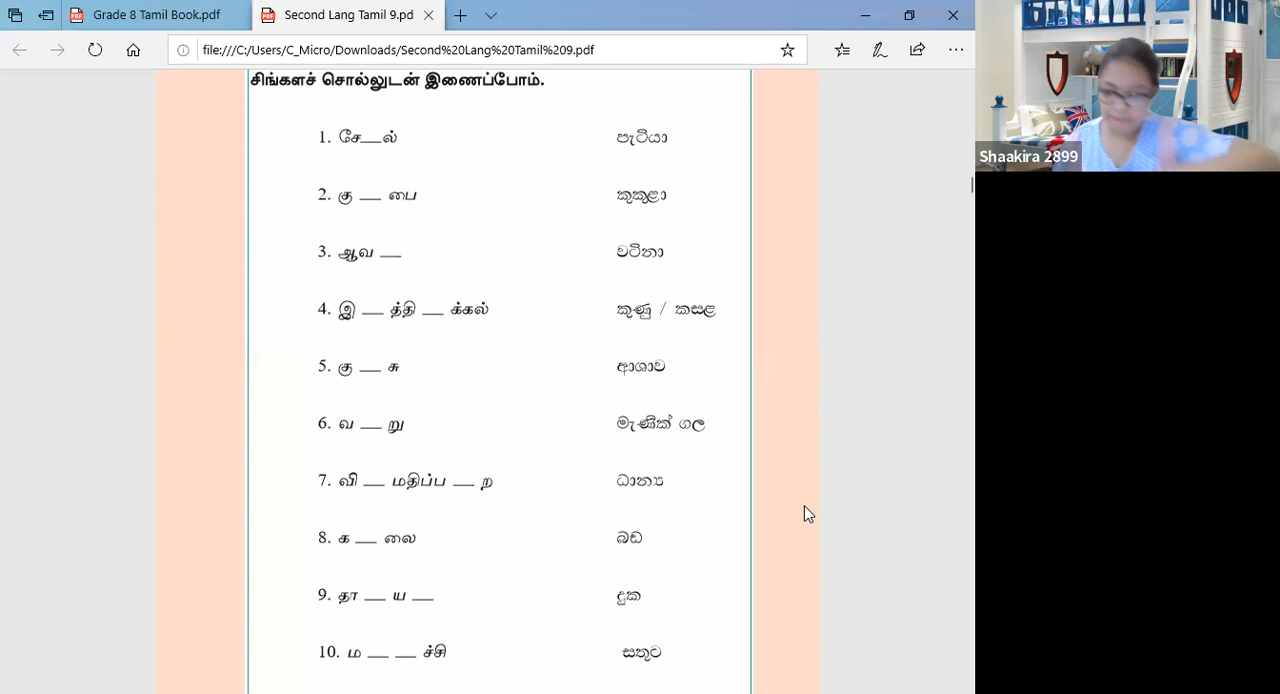 Grade 8 Tamil Book.pdf
Second Lang Tamil 9.pd
file:///C:/Users/C_Micro/Downloads/Second%20Lang%20Tamil%209.pdf
Shaakira 2899
சிங்களச் சொல்லுடன் இணைப்போம்.
1. சே__ல் පැටියා
2. கு __ பை කුකුළා
3. ஆவ __ වටිනා
4. இ __ த்தி __ க்கல் කුණු / කසළ
5. கு __ சு ආශාව
6. வ __ று මැණික් ගල
7. வி __ மதிப்ப __ ற ධාන්‍ය
8. க __ லை බඩ
9. தா __ ய __ දුක
10. ம __ __ ச்சி සතුට